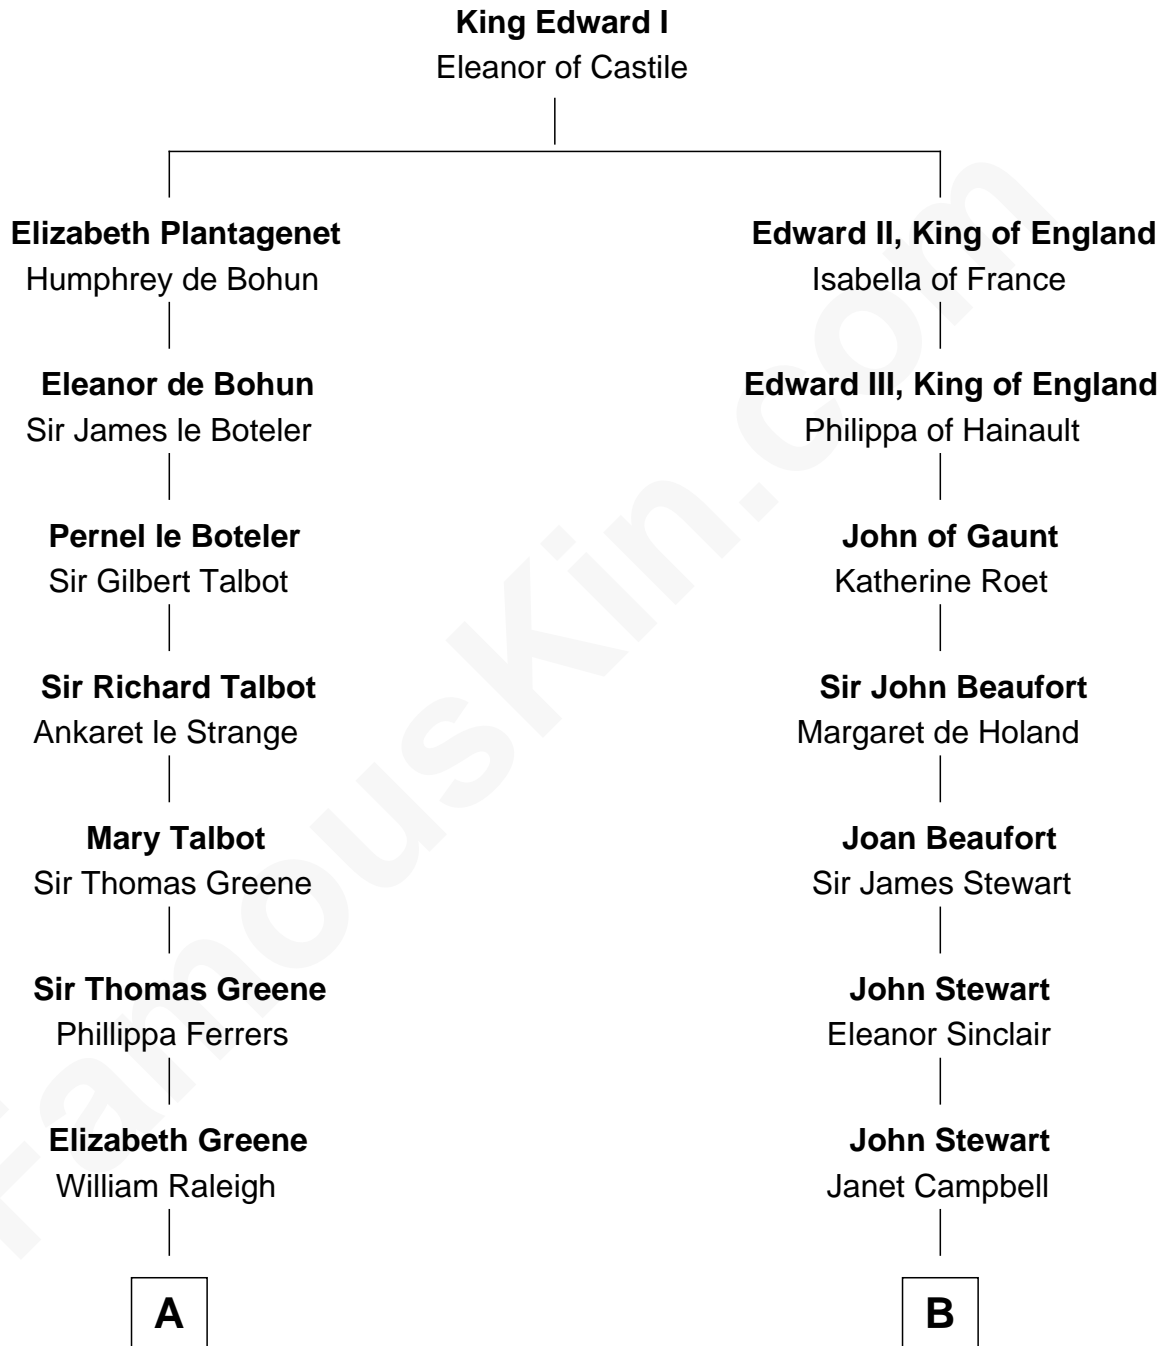 King Edward I
Eleanor of Castile
Elizabeth Plantagenet
Humphrey de Bohun
Edward II, King of England
Isabella of France
Eleanor de Bohun
Sir James le Boteler
Edward III, King of England
Philippa of Hainault
Pernel le Boteler
Sir Gilbert Talbot
John of Gaunt
Katherine Roet
Sir Richard Talbot
Ankaret le Strange
Sir John Beaufort
Margaret de Holand
Mary Talbot
Sir Thomas Greene
Joan Beaufort
Sir James Stewart
Sir Thomas Greene
Phillippa Ferrers
John Stewart
Eleanor Sinclair
Elizabeth Greene
William Raleigh
John Stewart
Janet Campbell
A
B
FamousKin.com